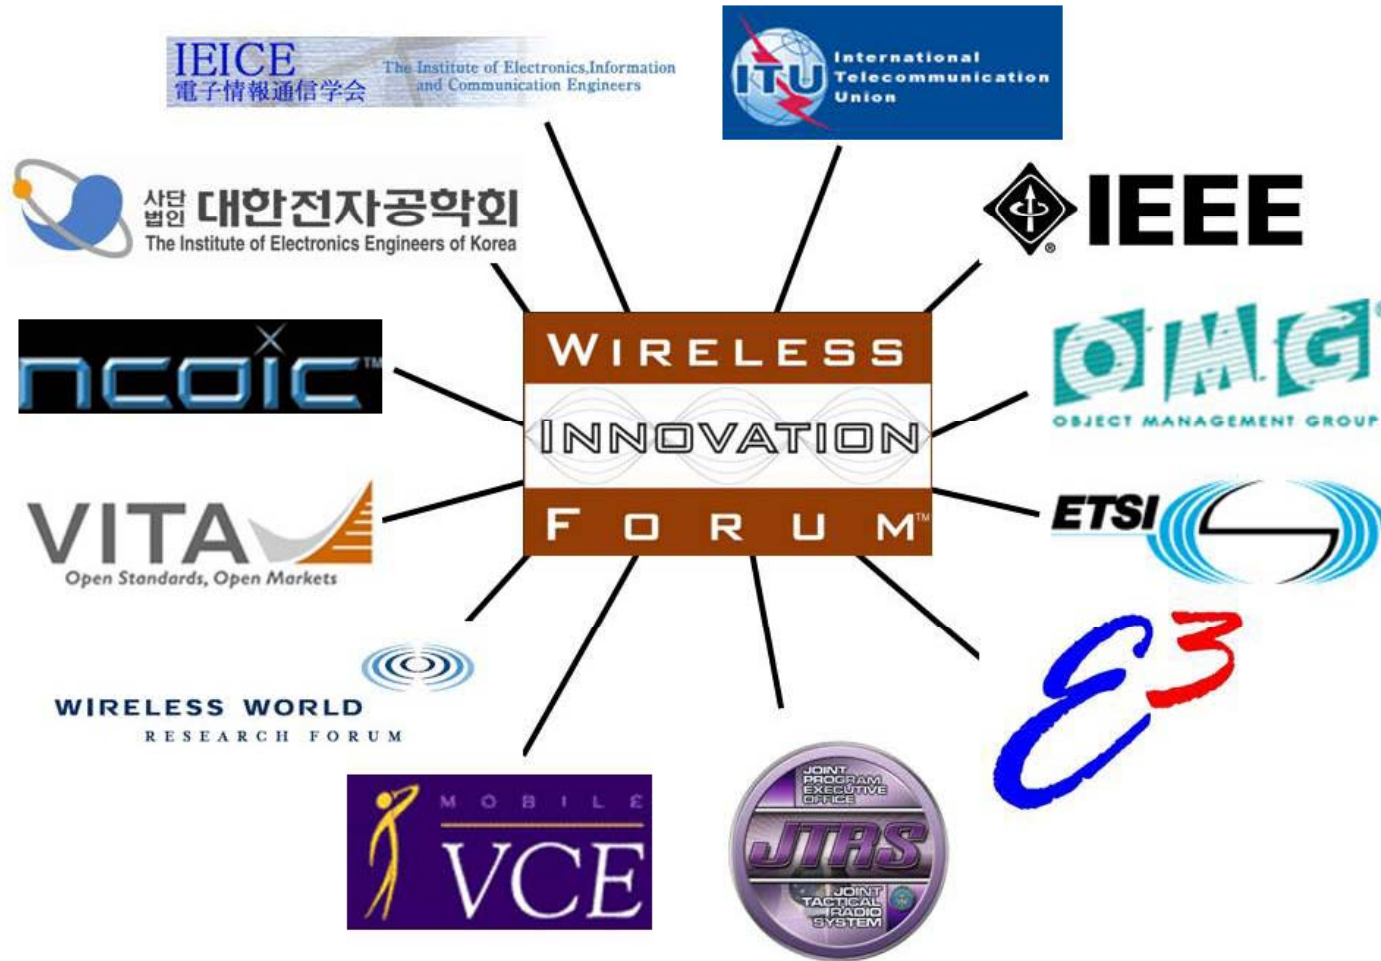 IEICE
電子情報通信学会
The Institute of Electronics,Information
and Communication Engineers
ITU
International
Telecommunication
Union
사단
법인
대한전자공학회
The Institute of Electronics Engineers of Korea
® IEEE
ncoic™
OMG®
OBJECT MANAGEMENT GROUP
WIRELESS
INNOVATION
FORUM™
VITA
Open Standards, Open Markets
ETSI
WIRELESS WORLD
RESEARCH FORUM
E3
MOBILE
VCE
JOINT
PROGRAM
EXECUTIVE
OFFICE
JTRS
JOINT
TACTICAL
RADIO
SYSTEM